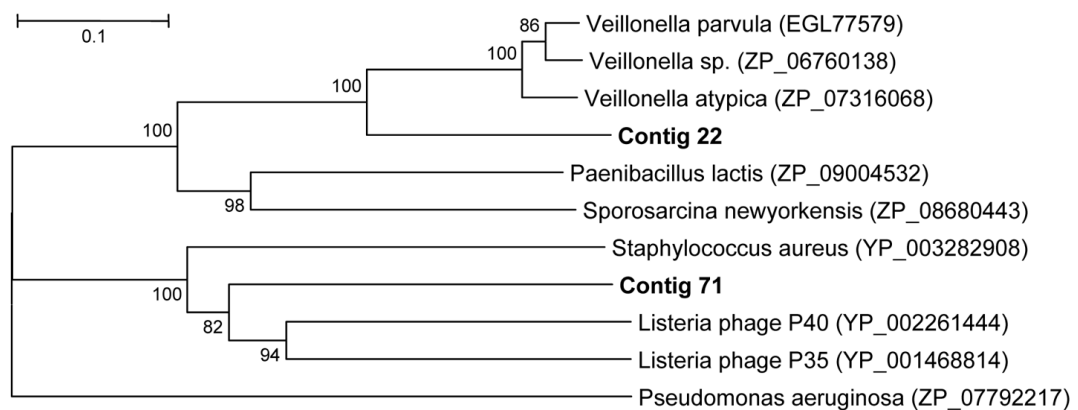 0.1
86
Veillonella parvula (EGL77579)
100
Veillonella sp. (ZP_06760138)
100
Veillonella atypica (ZP_07316068)
100
Contig 22
Paenibacillus lactis (ZP_09004532)
98
Sporosarcina newyorkensis (ZP_08680443)
Staphylococcus aureus (YP_003282908)
100
Contig 71
82
Listeria phage P40 (YP_002261444)
94
Listeria phage P35 (YP_001468814)
Pseudomonas aeruginosa (ZP_07792217)